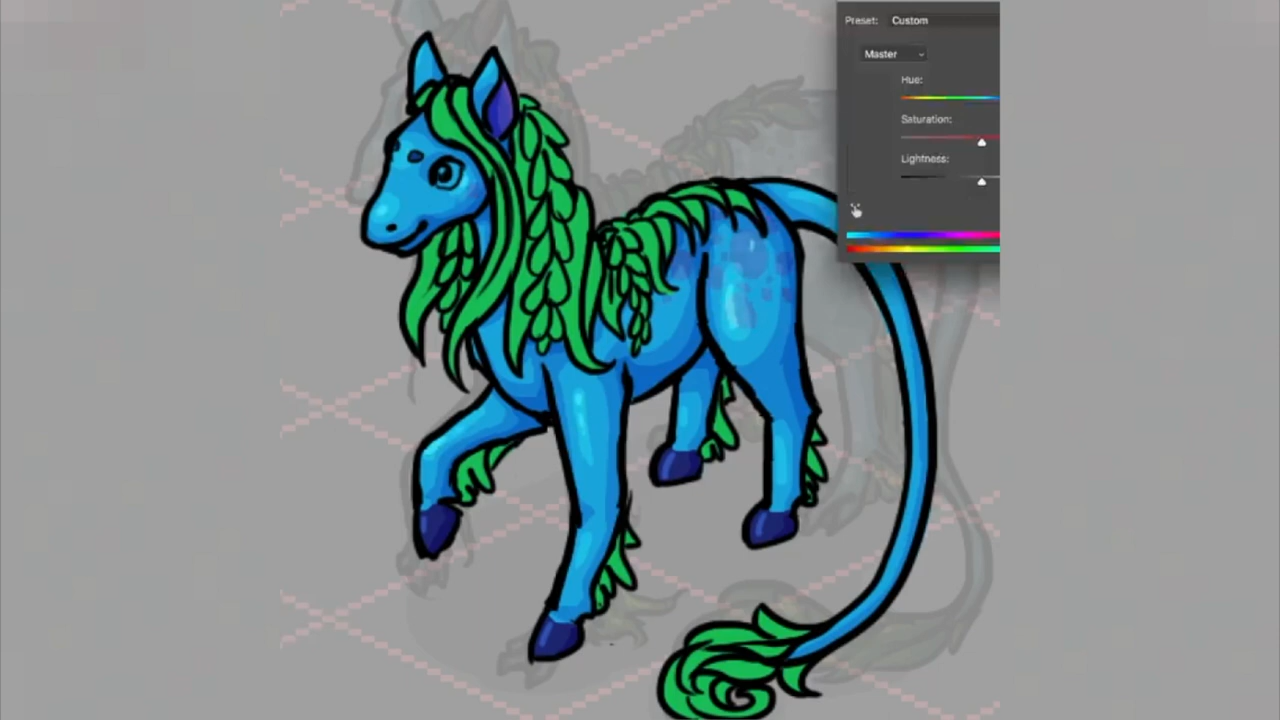 Preset: Custom
Master
Hue:
Saturation:
Lightness: